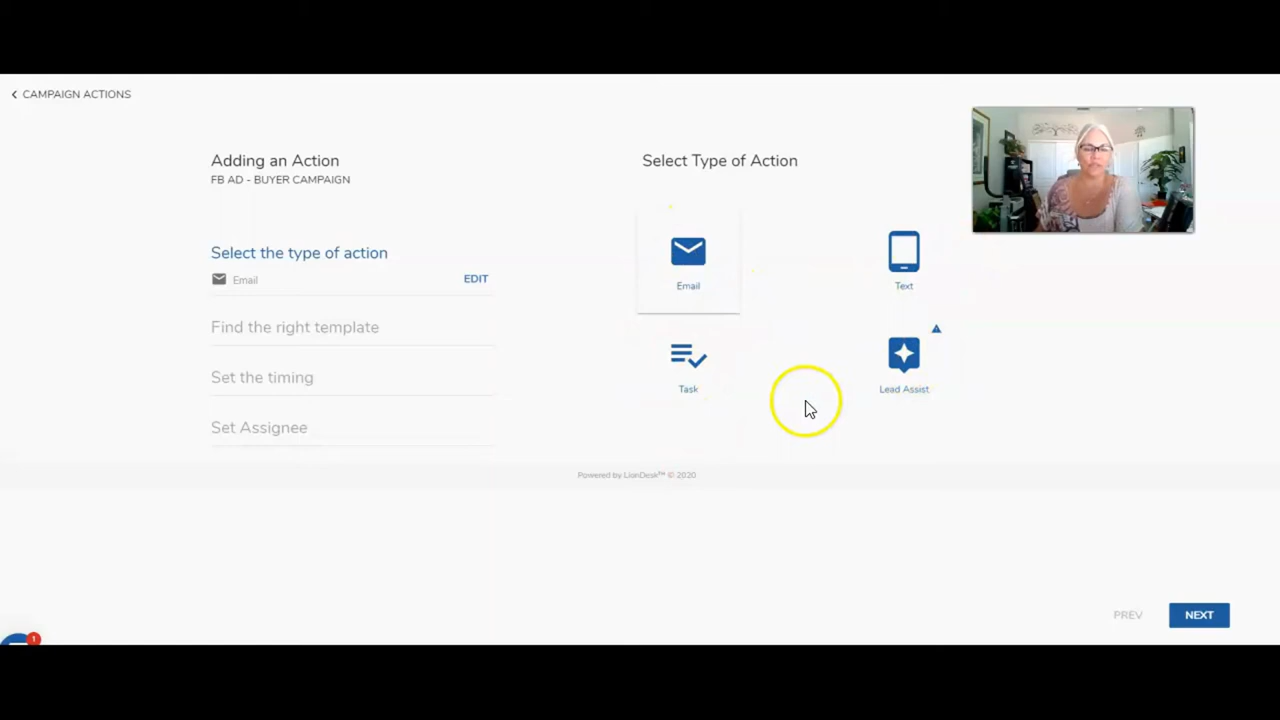 CAMPAIGN ACTIONS
Adding an Action
FB AD - BUYER CAMPAIGN
Select the type of action
Email
EDIT
Find the right template
Set the timing
Set Assignee
Select Type of Action
Email
Text
Task
Lead Assist
Powered by LionDesk™ © 2020
PREV
NEXT
1